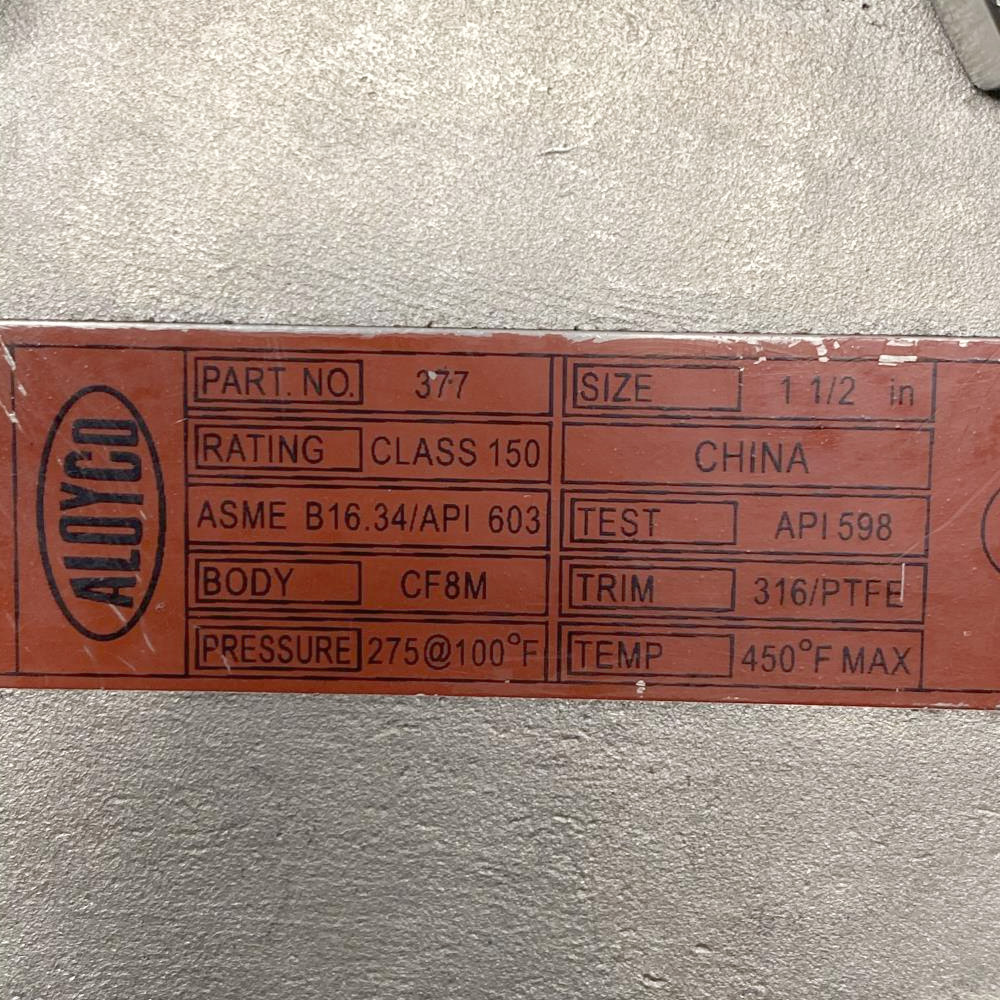 ALOYCO
PART. NO. 377
RATING CLASS 150
ASME B16.34/API 603
BODY CF8M
PRESSURE 275@100°F
SIZE 1 1/2 in
CHINA
TEST API 598
TRIM 316/PTFE
TEMP 450°F MAX